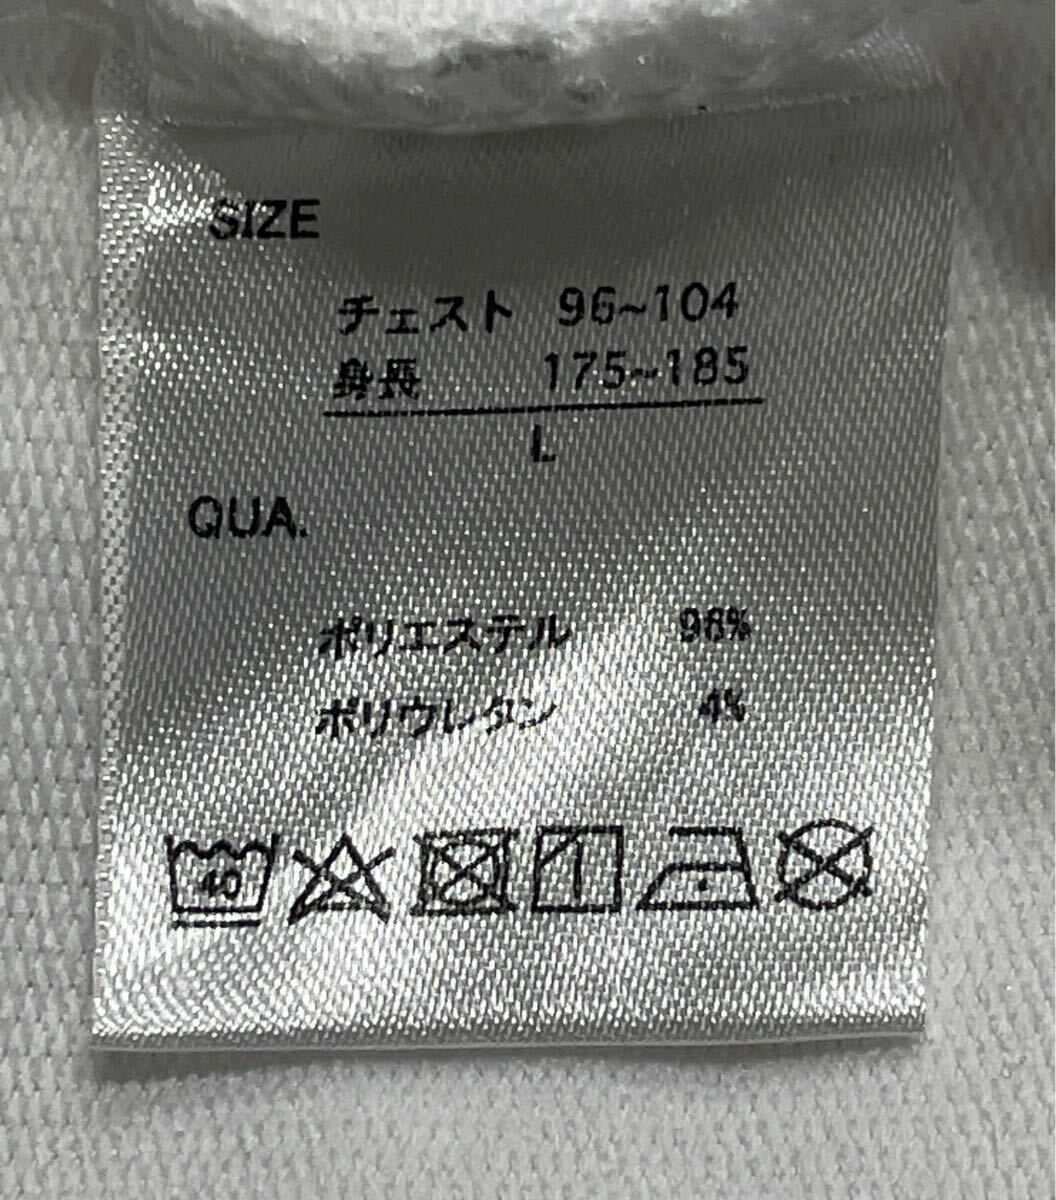 SIZE
チェスト 96~104
身長 175~185
L
QUA.
ポリエステル 96%
ポリウレタン 4%
40